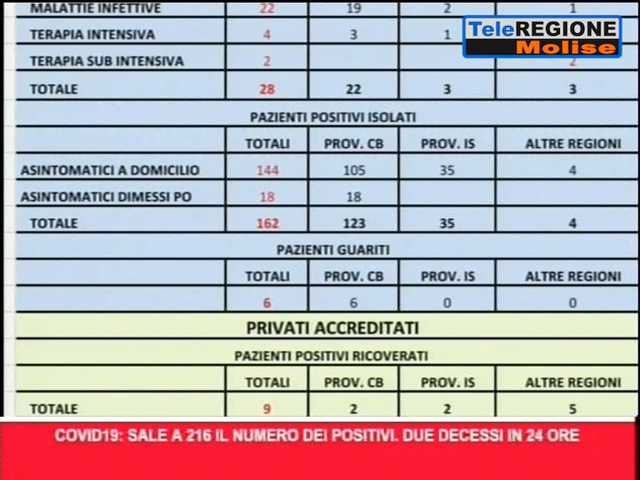 MALATTIE INFETTIVE 22 19 2 1
TeleREGIONE
Molise
TERAPIA INTENSIVA 4 3 1
TERAPIA SUB INTENSIVA 2 2
TOTALE 28 22 3 3
PAZIENTI POSITIVI ISOLATI
TOTALI PROV. CB PROV. IS ALTRE REGIONI
ASINTOMATICI A DOMICILIO 144 105 35 4
ASINTOMATICI DIMESSI PO 18 18
TOTALE 162 123 35 4
PAZIENTI GUARITI
TOTALI PROV. CB PROV. IS ALTRE REGIONI
6 6 0 0
PRIVATI ACCREDITATI
PAZIENTI POSITIVI RICOVERATI
TOTALI PROV. CB PROV. IS ALTRE REGIONI
TOTALE 9 2 2 5
COVID19: SALE A 216 IL NUMERO DEI POSITIVI. DUE DECESSI IN 24 ORE